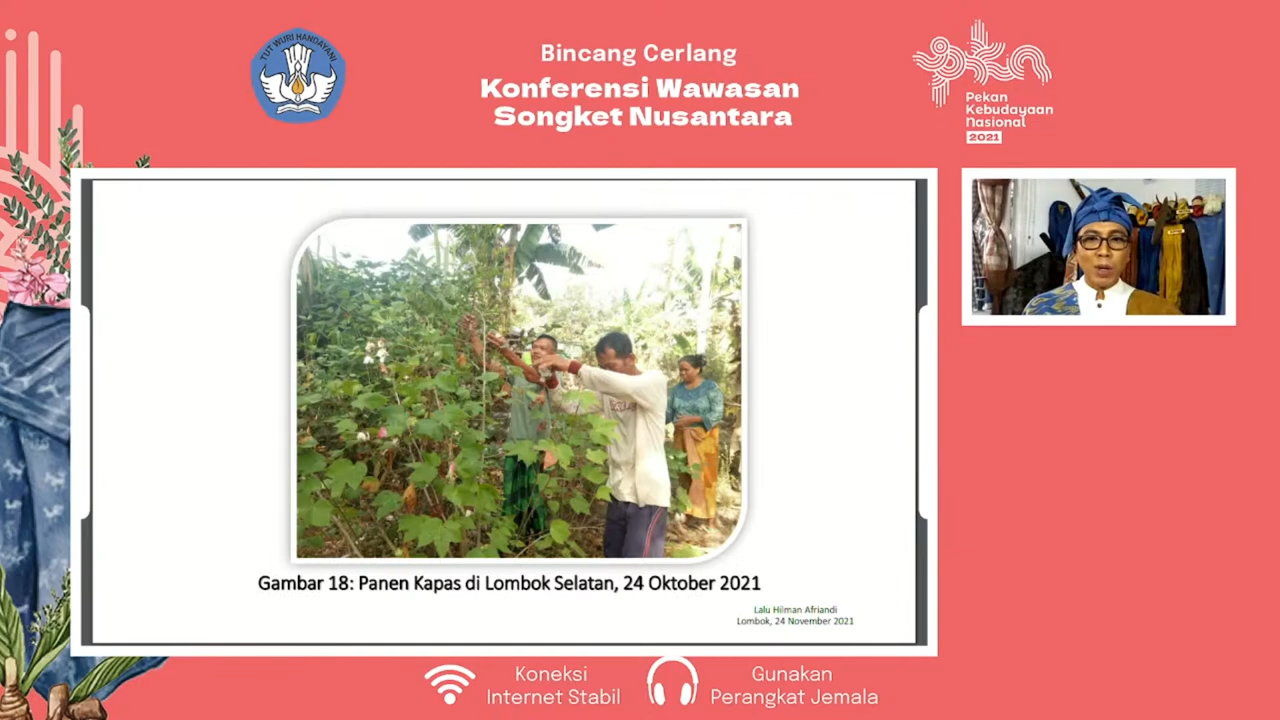 TUT WURI HANDAYANI
Bincang Cerlang
Konferensi Wawasan
Songket Nusantara
Pekan
Kebudayaan
Nasional
2021
Gambar 18: Panen Kapas di Lombok Selatan, 24 Oktober 2021
Lalu Hilman Afriandi
Lombok, 24 November 2021
Koneksi
Internet Stabil
Gunakan
Perangkat Jemala